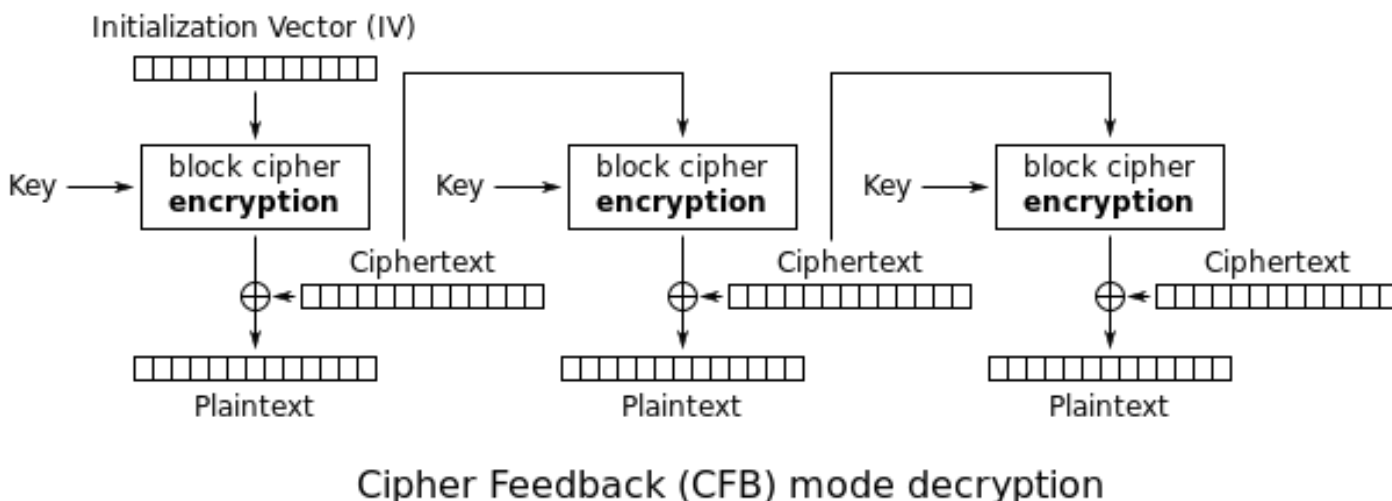 Initialization Vector (IV)
Key
block cipher
encryption
Key
block cipher
encryption
Key
block cipher
encryption
Ciphertext
Ciphertext
Ciphertext
Plaintext
Plaintext
Plaintext
Cipher Feedback (CFB) mode decryption